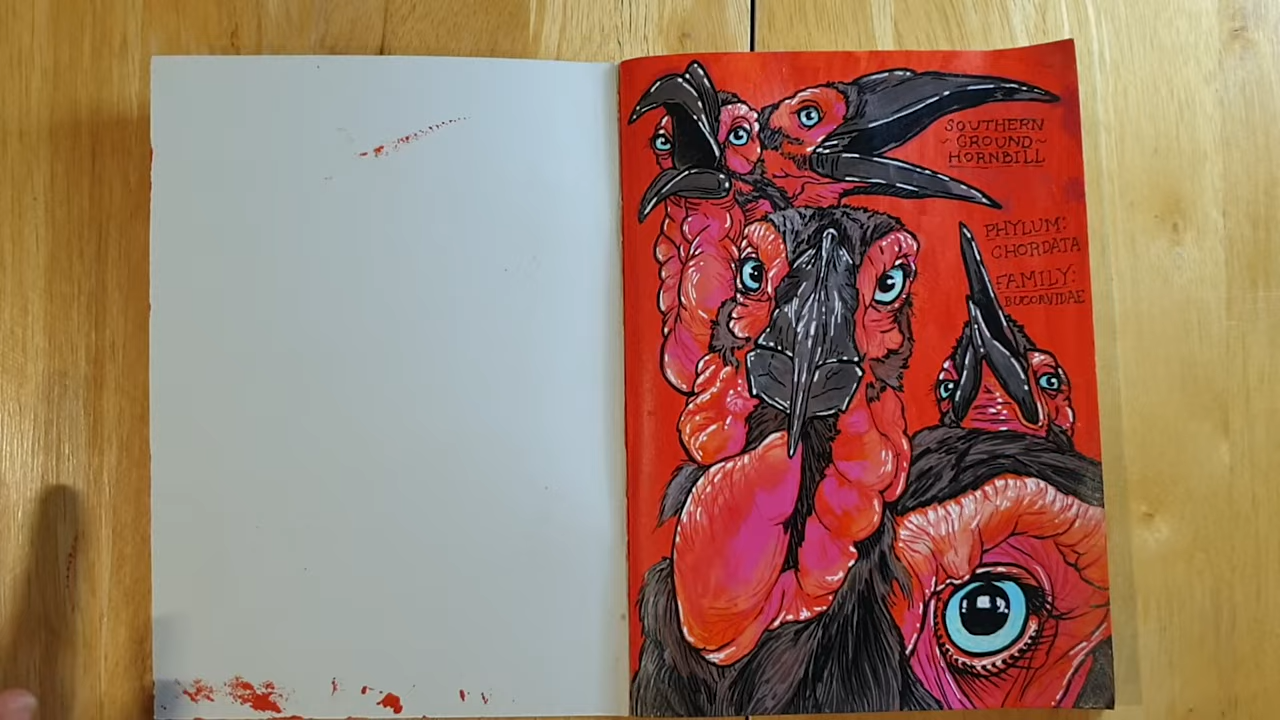 SOUTHERN
~GROUND~
HORNBILL
PHYLUM:
CHORDATA
FAMILY:
BUCORVIDAE